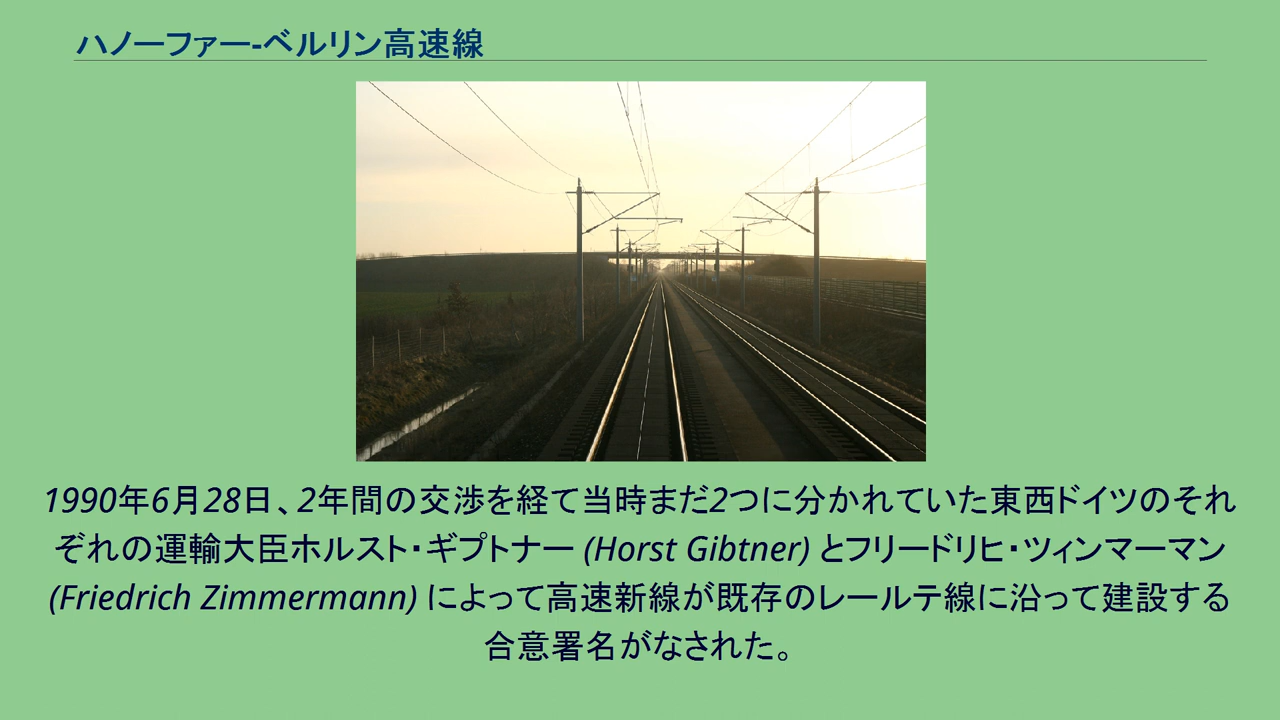 ハノーファー-ベルリン高速線
1990年6月28日、2年間の交渉を経て当時まだ2つに分かれていた東西ドイツのそれ
ぞれの運輸大臣ホルスト・ギプトナー (Horst Gibtner) とフリードリヒ・ツィンマーマン
(Friedrich Zimmermann) によって高速新線が既存のレールテ線に沿って建設する
合意署名がなされた。